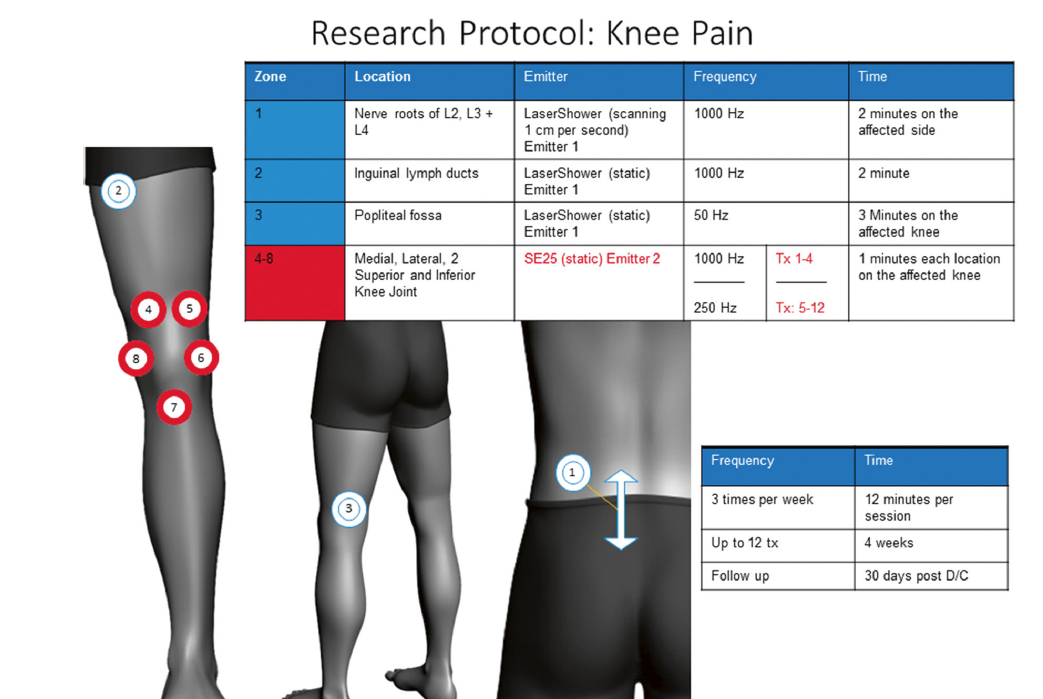 Research Protocol: Knee Pain
Zone Location Emitter Frequency Time
1 Nerve roots of L2, L3 + L4 LaserShower (scanning 1 cm per second) Emitter 1 1000 Hz 2 minutes on the affected side
2 Inguinal lymph ducts LaserShower (static) Emitter 1 1000 Hz 2 minute
3 Popliteal fossa LaserShower (static) Emitter 1 50 Hz 3 Minutes on the affected knee
4-8 Medial, Lateral, 2 Superior and Inferior Knee Joint SE25 (static) Emitter 2 1000 Hz Tx 1-4 250 Hz Tx: 5-12 1 minutes each location on the affected knee
2
4 5
8 6
7
3
1
Frequency Time
3 times per week 12 minutes per session
Up to 12 tx 4 weeks
Follow up 30 days post D/C